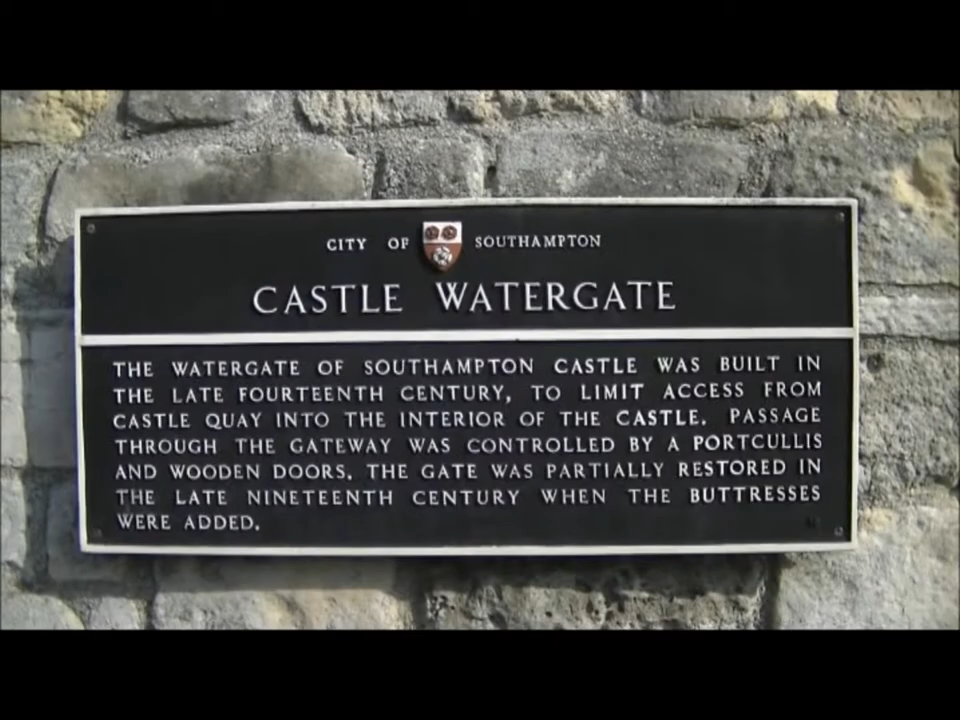 CITY OF SOUTHAMPTON
CASTLE WATERGATE
THE WATERGATE OF SOUTHAMPTON CASTLE WAS BUILT IN
THE LATE FOURTEENTH CENTURY, TO LIMIT ACCESS FROM
CASTLE QUAY INTO THE INTERIOR OF THE CASTLE. PASSAGE
THROUGH THE GATEWAY WAS CONTROLLED BY A PORTCULLIS
AND WOODEN DOORS. THE GATE WAS PARTIALLY RESTORED IN
THE LATE NINETEENTH CENTURY WHEN THE BUTTRESSES
WERE ADDED.